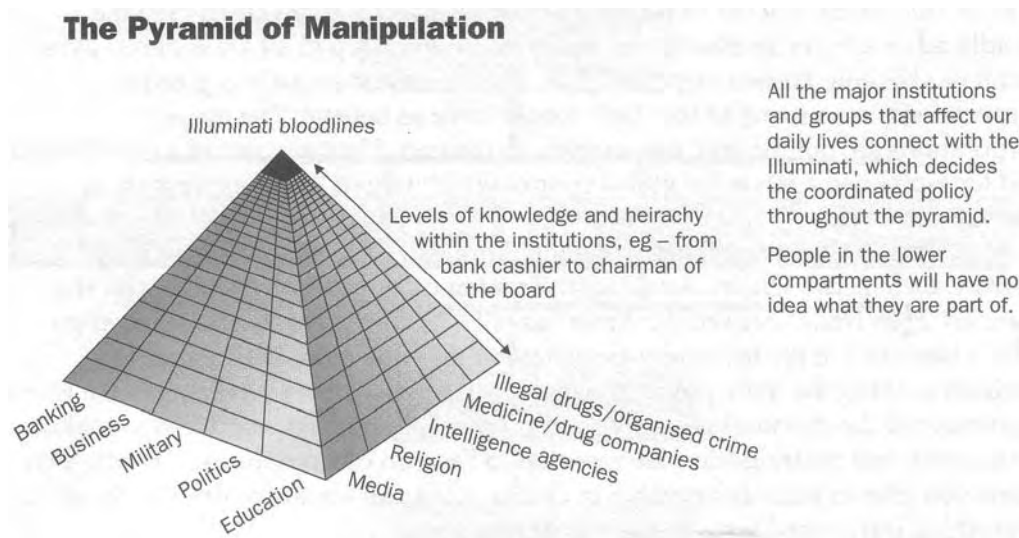 The Pyramid of Manipulation
Illuminati bloodlines
Levels of knowledge and heirachy
within the institutions, eg – from
bank cashier to chairman of
the board
All the major institutions
and groups that affect our
daily lives connect with the
Illuminati, which decides
the coordinated policy
throughout the pyramid.
People in the lower
compartments will have no
idea what they are part of.
Banking
Business
Military
Politics
Education
Media
Religion
Intelligence agencies
Medicine/drug companies
Illegal drugs/organised crime